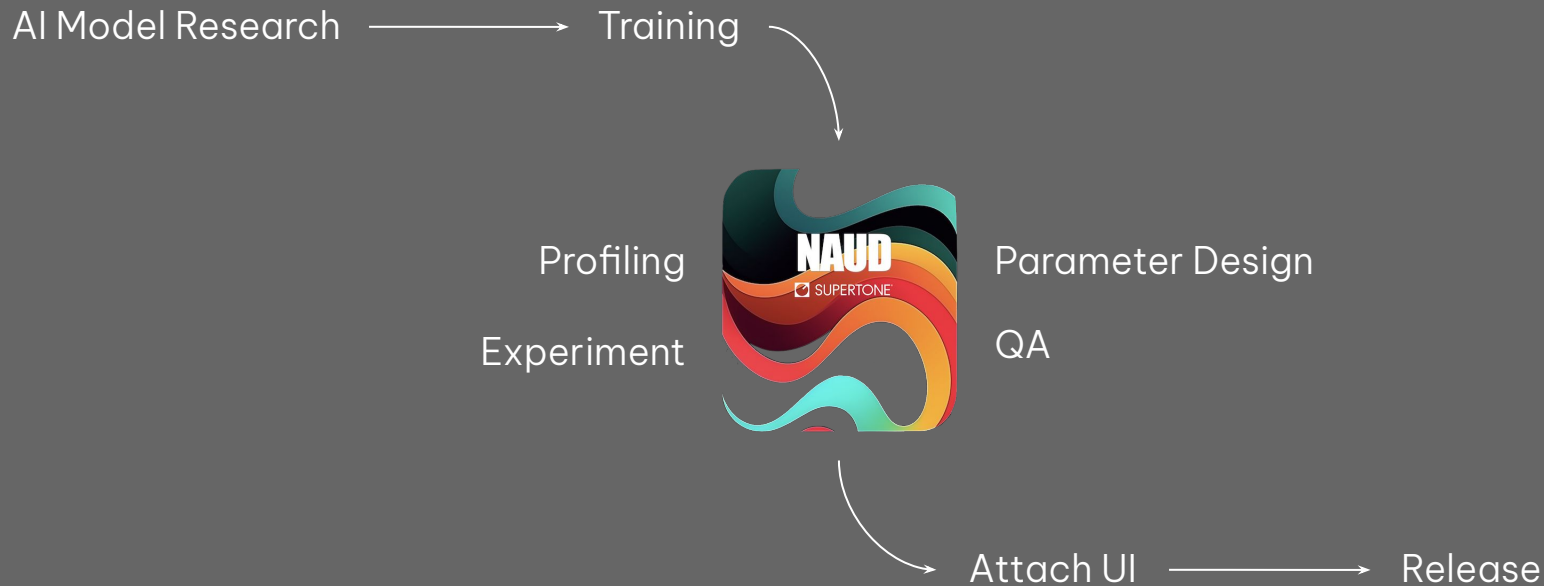 AI Model Research
Training
NAUD
SUPERTONE
Profiling
Parameter Design
Experiment
QA
Attach UI
Release